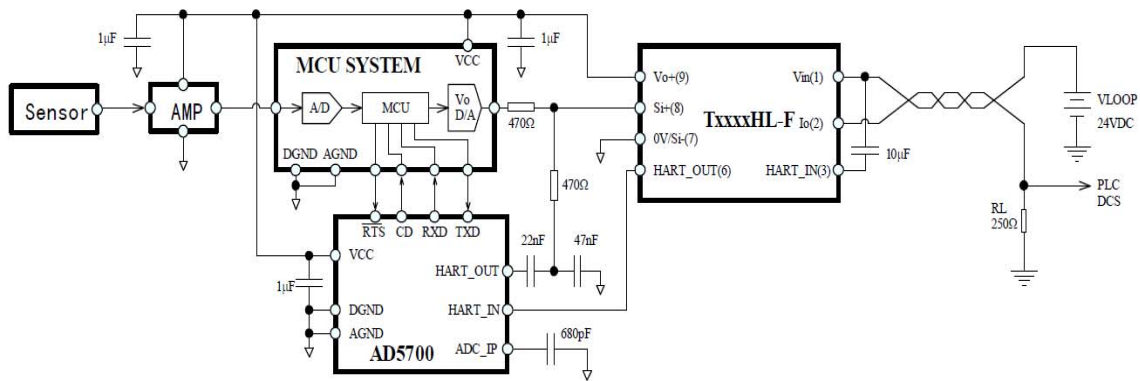 1μF
MCU SYSTEM
VCC
1μF
Sensor
AMP
A/D
MCU
Vo
D/A
DGND
AGND
470Ω
470Ω
Vo+(9)
Si+(8)
0V/Si-(7)
HART_OUT(6)
TxxxxHL-F
Vin(1)
Io(2)
HART_IN(3)
10μF
VLOOP
24VDC
PLC
DCS
RL
250Ω
RTS
CD
RXD
TXD
VCC
1μF
DGND
AGND
HART_OUT
HART_IN
ADC_IP
AD5700
22nF
47nF
680pF